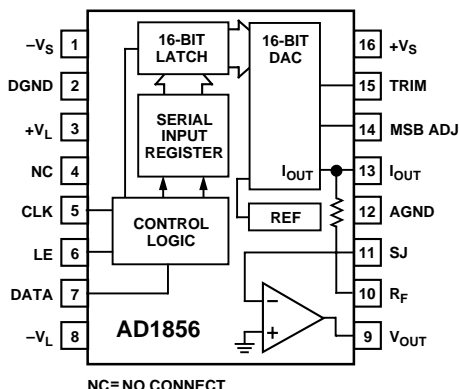 –VS 1
DGND 2
+VL 3
NC 4
CLK 5
LE 6
DATA 7
–VL 8
16-BIT
LATCH
16-BIT
DAC
SERIAL
INPUT
REGISTER
IOUT
CONTROL
LOGIC
REF
–
+
AD1856
16 +VS
15 TRIM
14 MSB ADJ
13 IOUT
12 AGND
11 SJ
10 RF
9 VOUT
NC = NO CONNECT